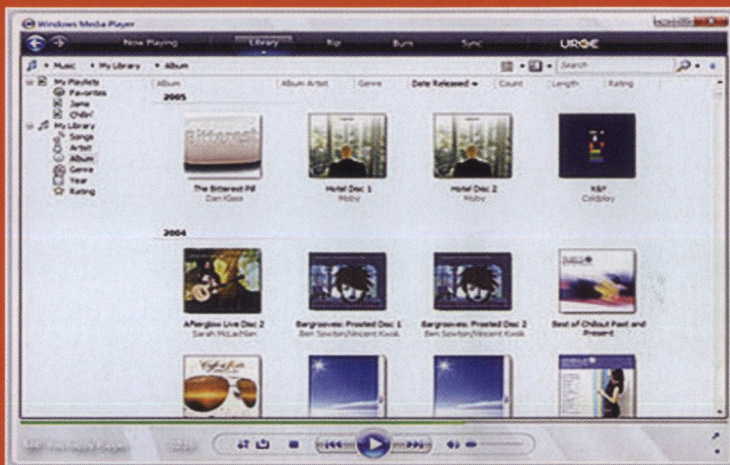 Windows Media Player
Now Playing Library Rip Burn Sync URGE
Music My Library Album Search
My Playlists
Favorites
Jams
Chillin'
My Library
Songs
Artist
Album
Genre
Year
Rating
Album Album Artist Genre Date Released Count Length Rating
2005
The Bitterest Pill Hotel Disc 1 Hotel Disc 2 X&Y
Dan Klass Moby Moby Coldplay
2004
Afterglow Live Disc 2 Bargrooves: Frosted Disc 1 Bargrooves: Frosted Disc 2 Best of Chillout Past and
Present
Sarah McLachlan Ben Sowton/Vincent Kwok Ben Sowton/Vincent Kwok